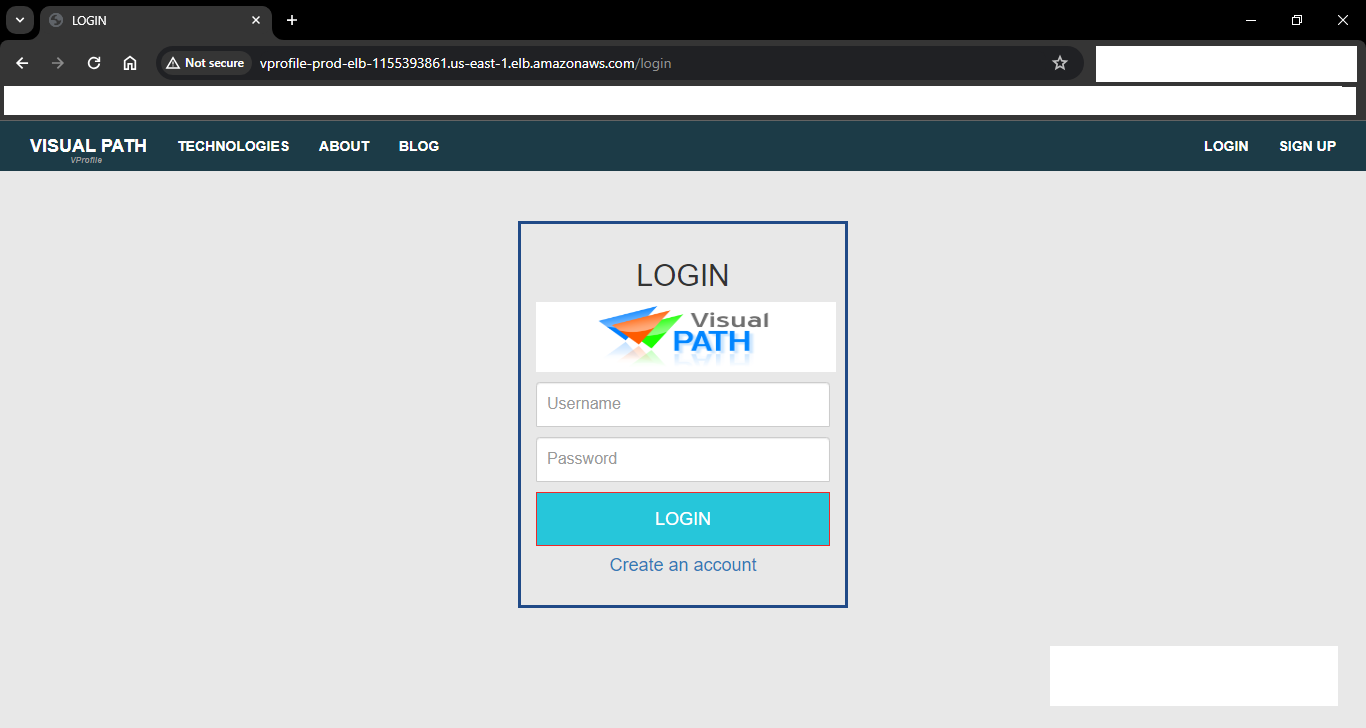 LOGIN
Not secure vprofile-prod-elb-1155393861.us-east-1.elb.amazonaws.com/login
VISUAL PATH TECHNOLOGIES ABOUT BLOG LOGIN SIGN UP
VProfile
LOGIN
Visual
PATH
Username
Password
LOGIN
Create an account